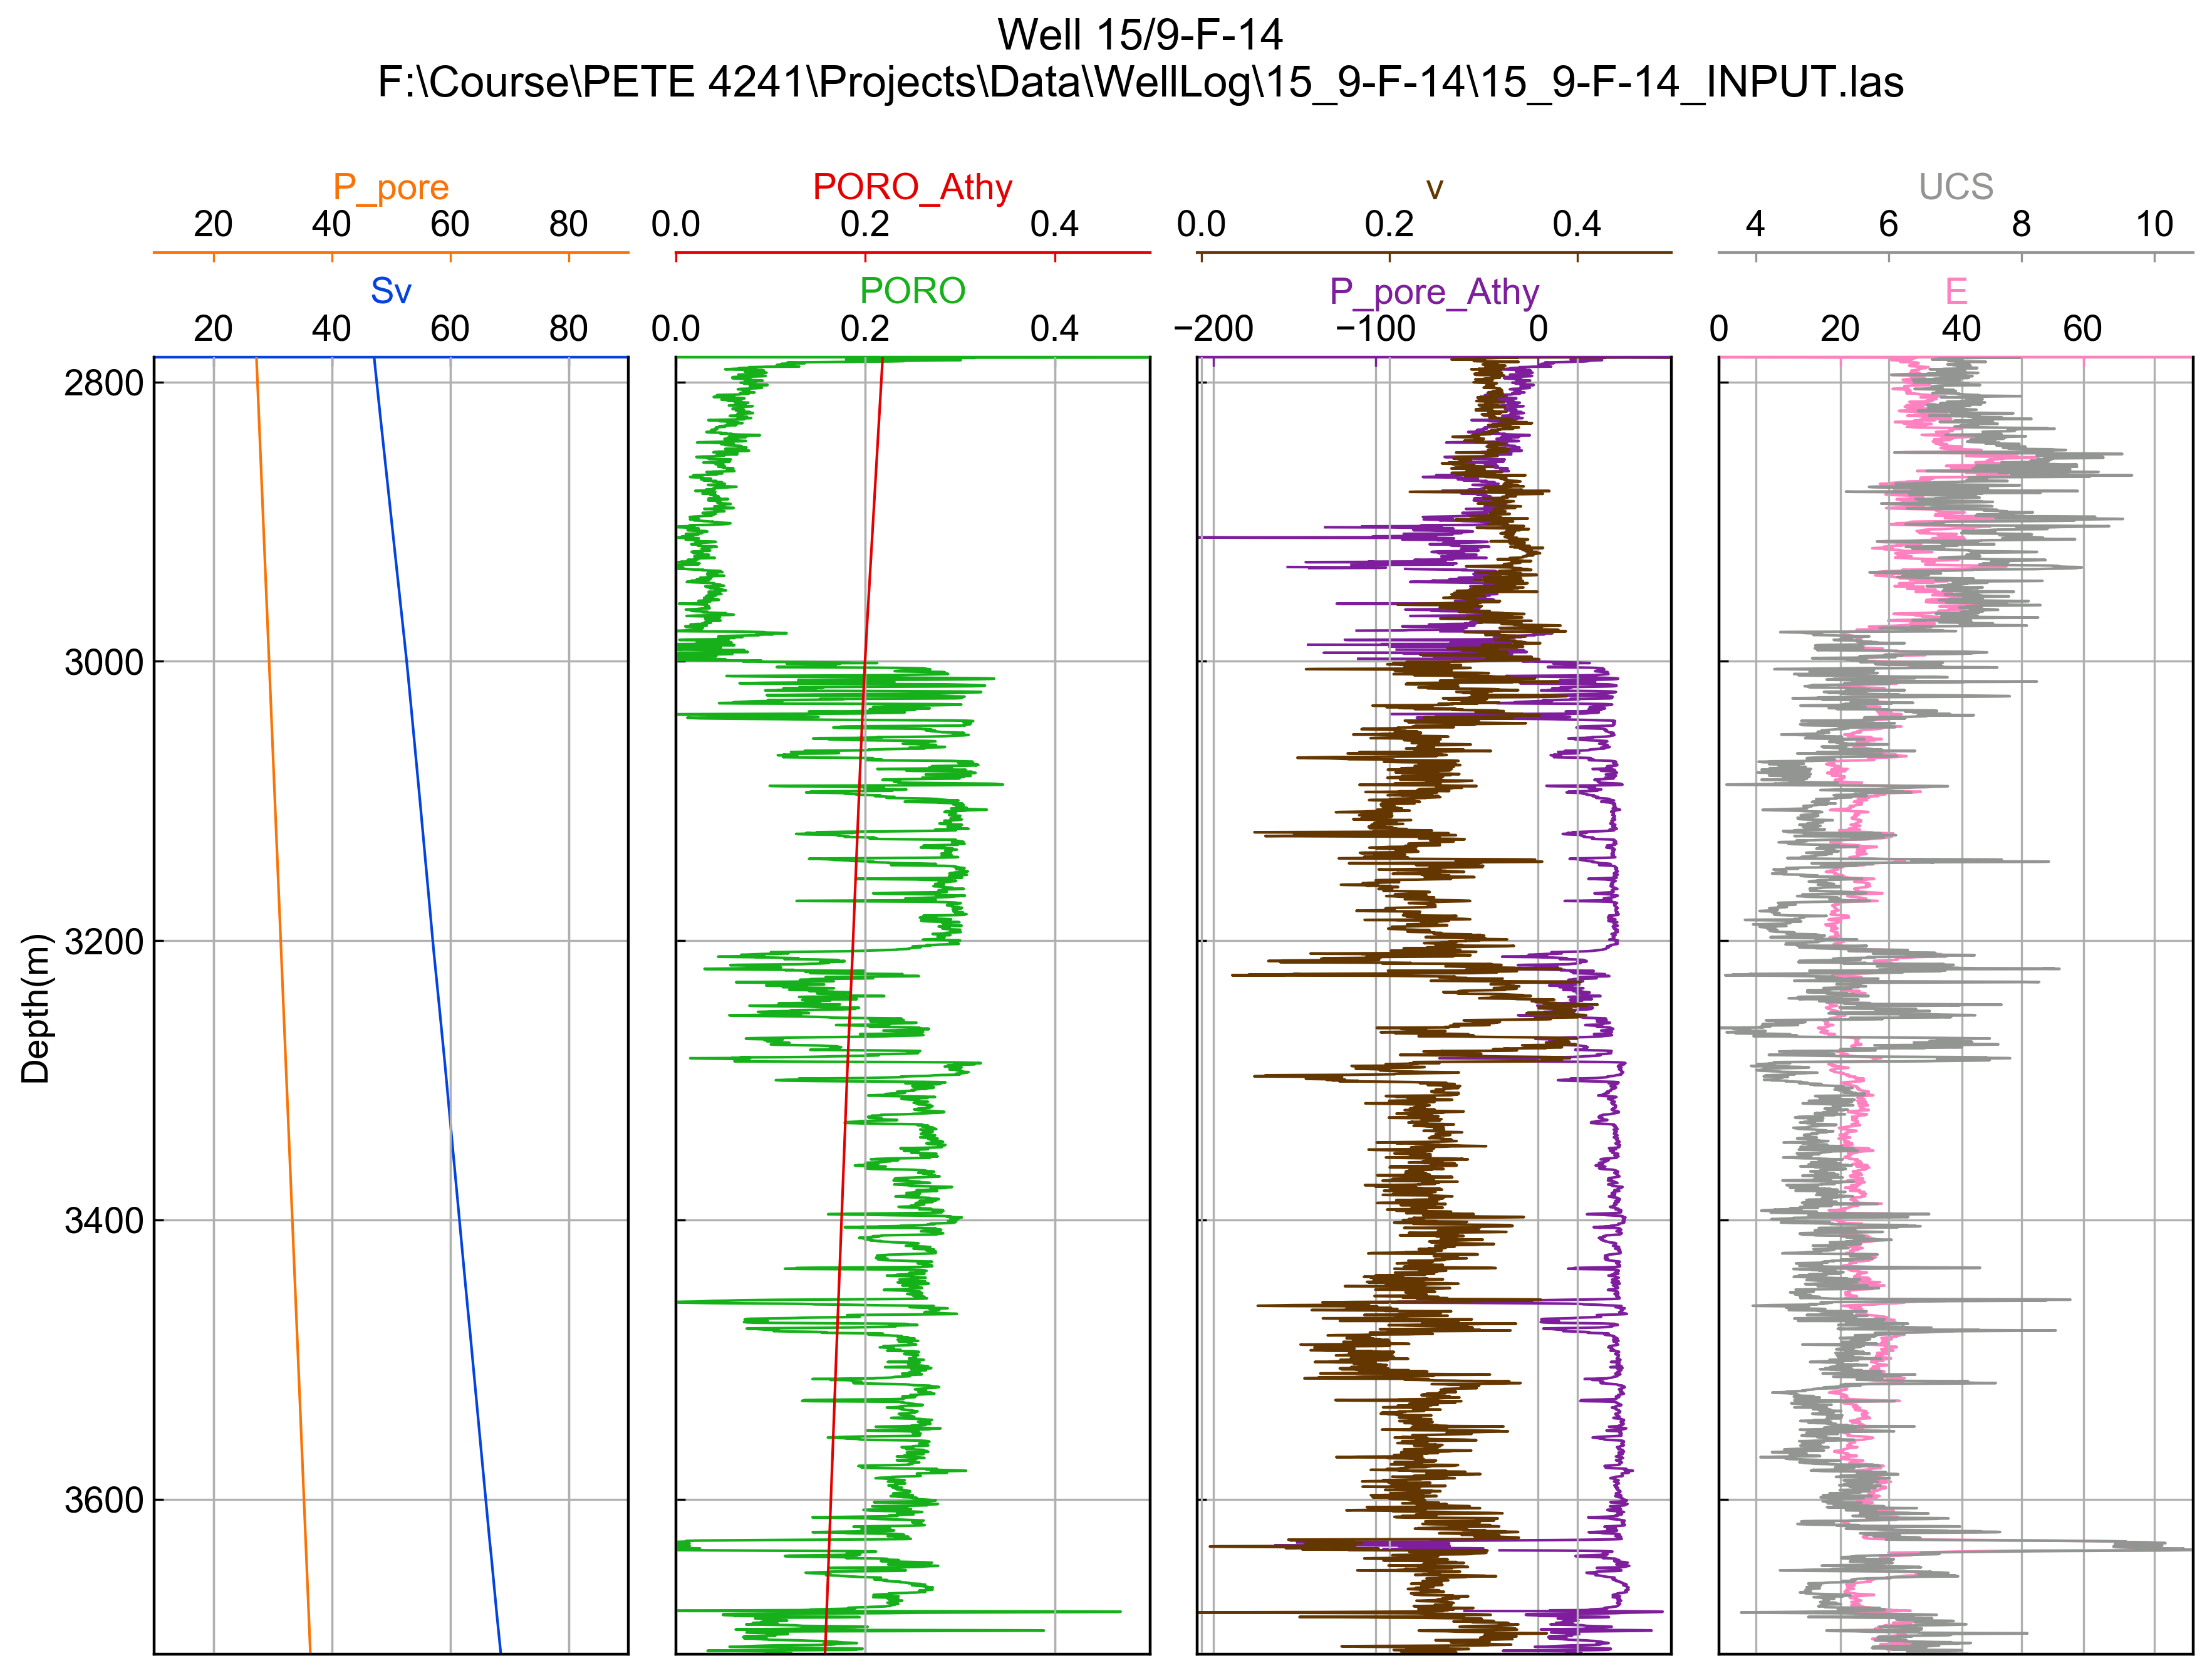 Well 15/9-F-14
F:\Course\PETE 4241\Projects\Data\WellLog\15_9-F-14\15_9-F-14_INPUT.las
P_pore
20 40 60 80
Sv
20 40 60 80
PORO_Athy
0.0 0.2 0.4
PORO
0.0 0.2 0.4
v
0.0 0.2 0.4
P_pore_Athy
−200 −100 0
UCS
4 6 8 10
E
0 20 40 60
Depth(m)
2800
3000
3200
3400
3600